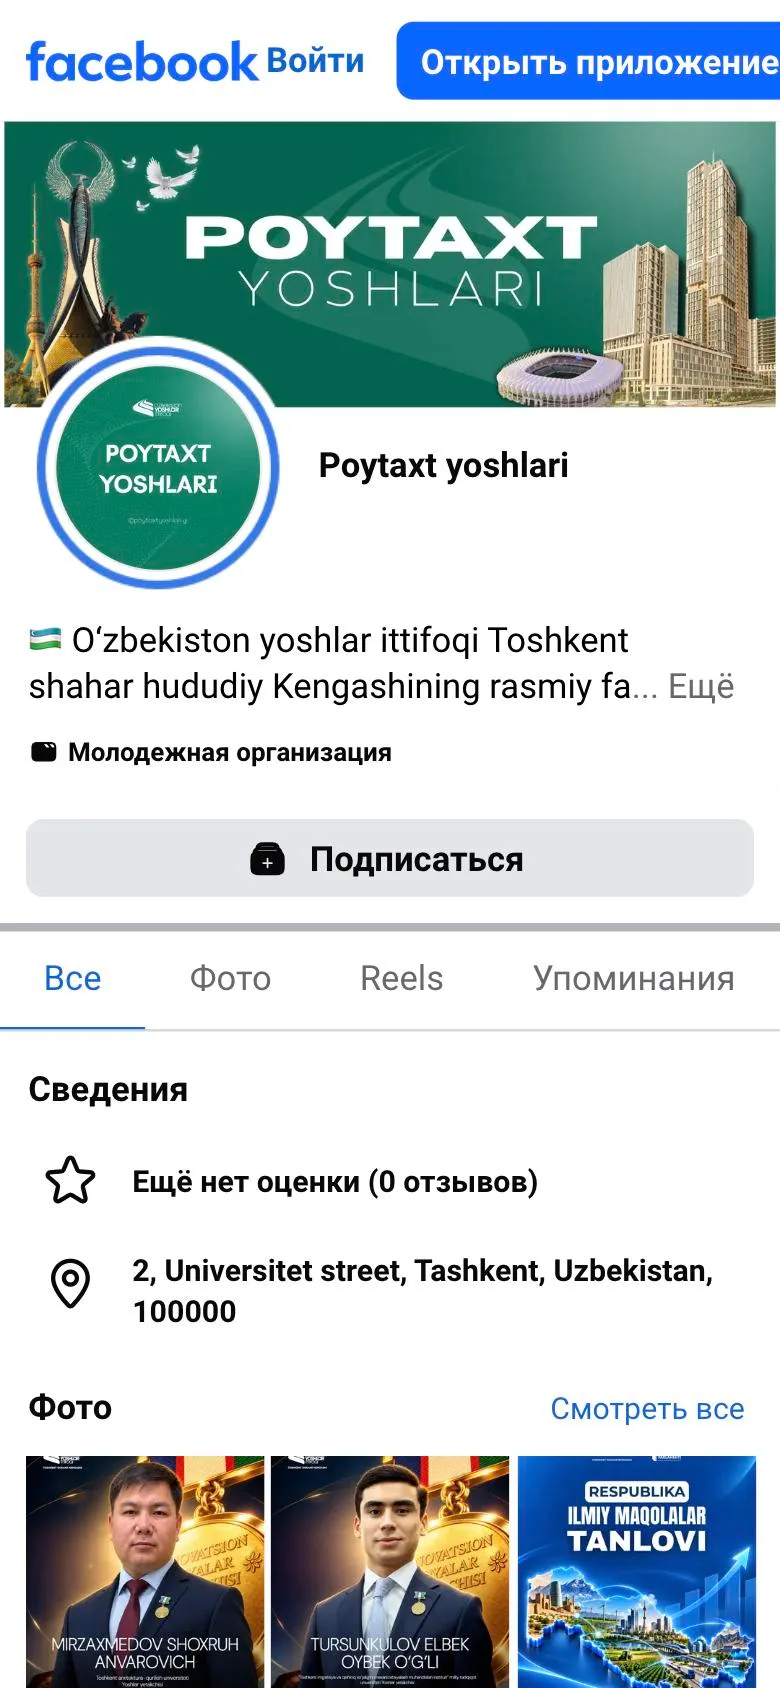 facebook Войти Открыть приложение
POYTAXT
YOSHLARI
POYTAXT
YOSHLARI
Poytaxt yoshlari
O‘zbekiston yoshlar ittifoqi Toshkent
shahar hududiy Kengashining rasmiy fa... Ещё
Молодежная организация
Подписаться
Все Фото Reels Упоминания
Сведения
Ещё нет оценки (0 отзывов)
2, Universitet street, Tashkent, Uzbekistan,
100000
Фото Смотреть все
MIRZAXMEDOV SHOXRUH
ANVAROVICH
TURSUNKULOV ELBEK
OYBEK O‘G‘LI
RESPUBLIKA
ILMIY MAQOLALAR
TANLOVI